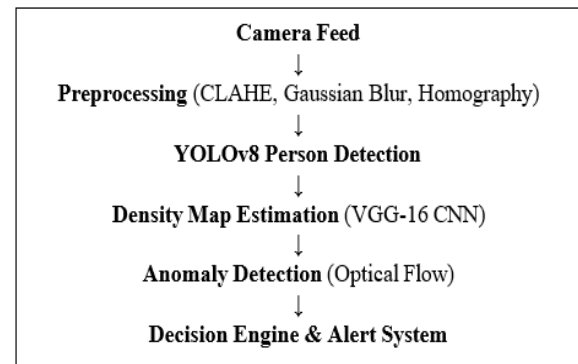 Camera Feed
↓
Preprocessing (CLAHE, Gaussian Blur, Homography)
↓
YOLOv8 Person Detection
↓
Density Map Estimation (VGG-16 CNN)
↓
Anomaly Detection (Optical Flow)
↓
Decision Engine & Alert System